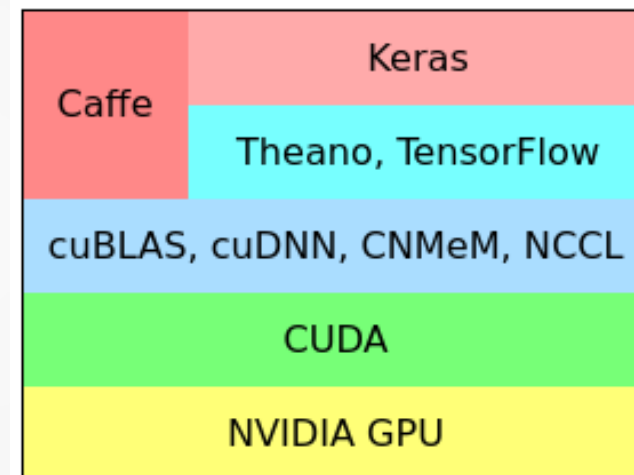 Keras
Caffe
Theano, TensorFlow
cuBLAS, cuDNN, CNMeM, NCCL
CUDA
NVIDIA GPU